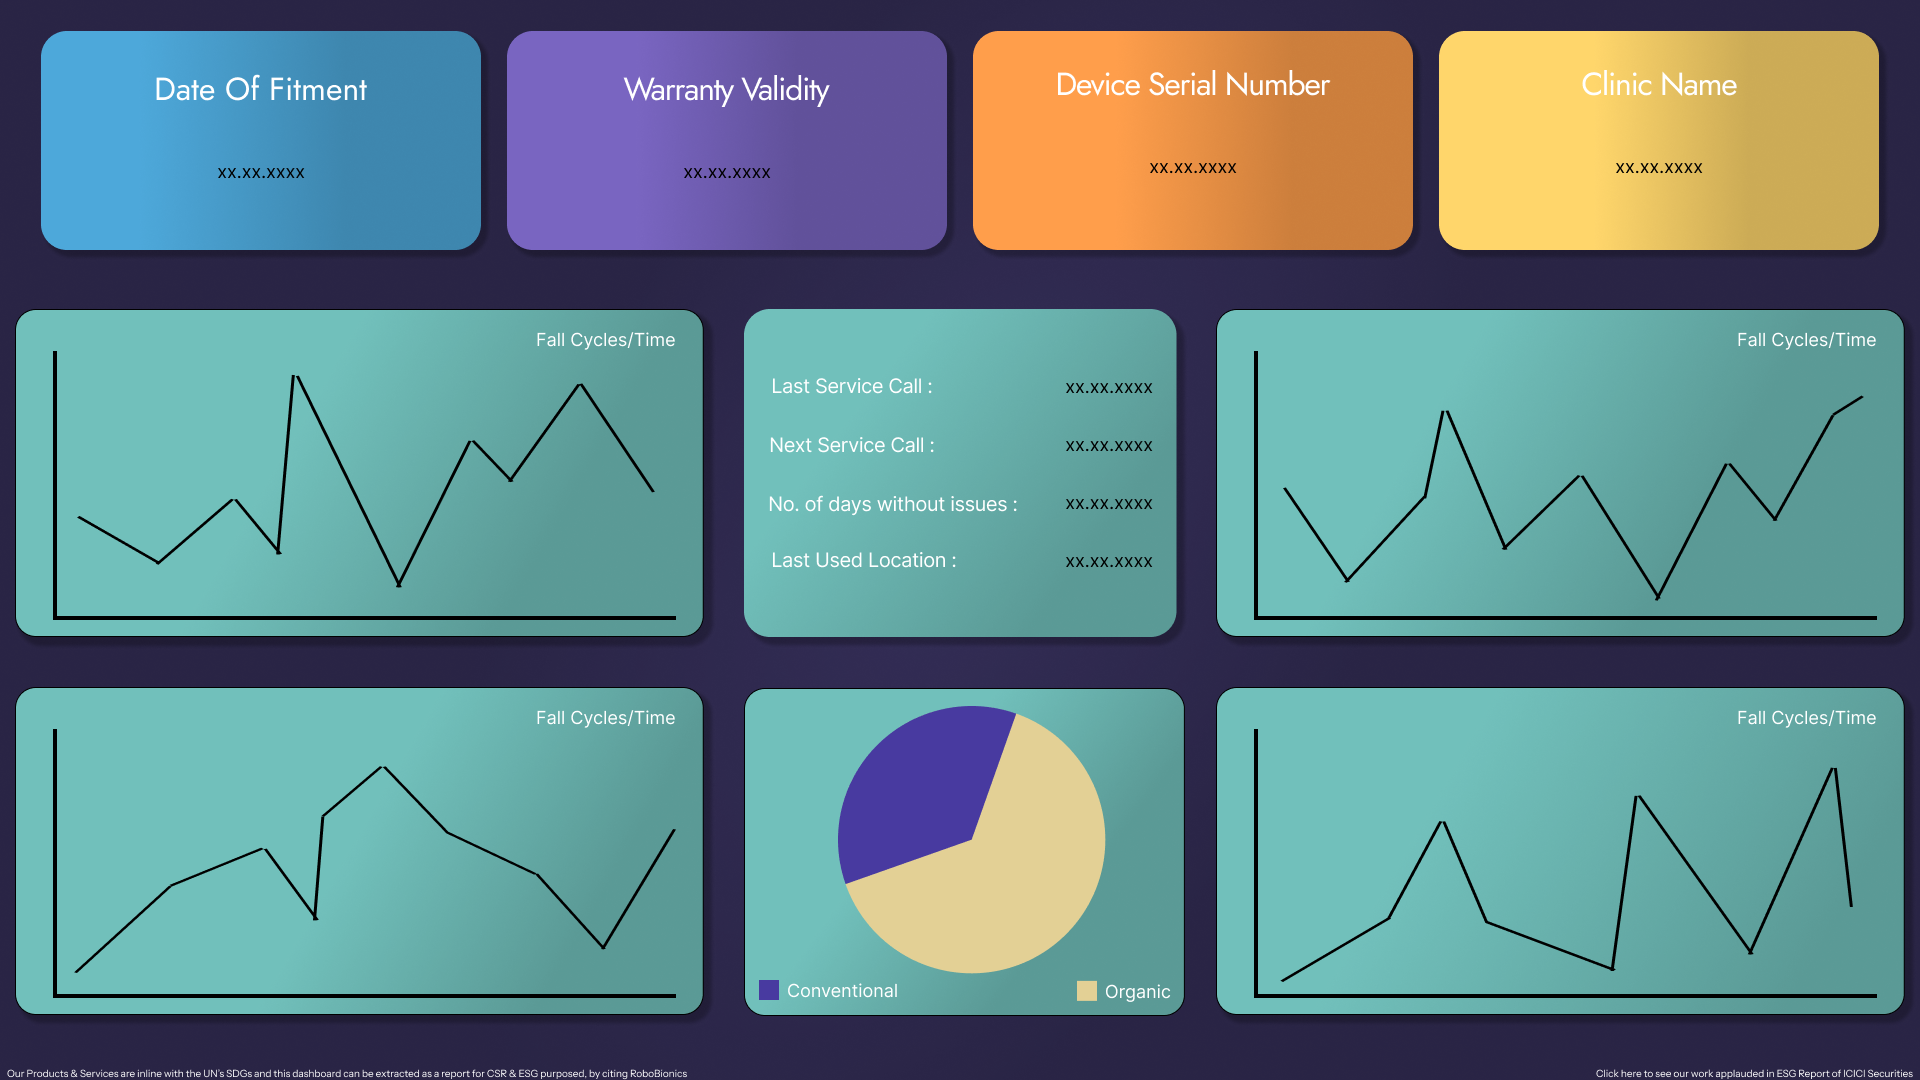 Date Of Fitment
xx.xx.xxxx
Warranty Validity
xx.xx.xxxx
Device Serial Number
xx.xx.xxxx
Clinic Name
xx.xx.xxxx
Fall Cycles/Time
Last Service Call : xx.xx.xxxx
Next Service Call : xx.xx.xxxx
No. of days without issues : xx.xx.xxxx
Last Used Location : xx.xx.xxxx
Fall Cycles/Time
Fall Cycles/Time
Conventional
Organic
Fall Cycles/Time
Our Products & Services are inline with the UN's SDGs and this dashboard can be extracted as a report for CSR & ESG purposed, by citing RoboBionics
Click here to see our work applauded in ESG Report of ICICI Securities